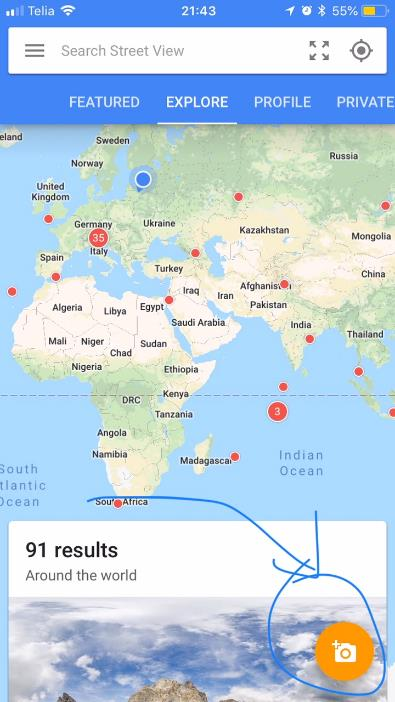 Telia 21:43 55%
Search Street View
FEATURED EXPLORE PROFILE PRIVATE
eland
Sweden
Norway
Russia
United
Kingdom
Germany
Ukraine
Kazakhstan
Mongolia
35
Italy
Spain
Turkey
China
Iraq
Iran
Afghanis
Pakistan
Algeria
Libya
Egypt
Saudi Arabia
India
Thailand
Mali
Niger
Chad
Sudan
Nigeria
Ethiopia
DRC
Kenya
Tanzania
3
Angola
Namibia
Madagascar
Indian
Ocean
South
tlantic
Ocean
South Africa
91 results
Around the world